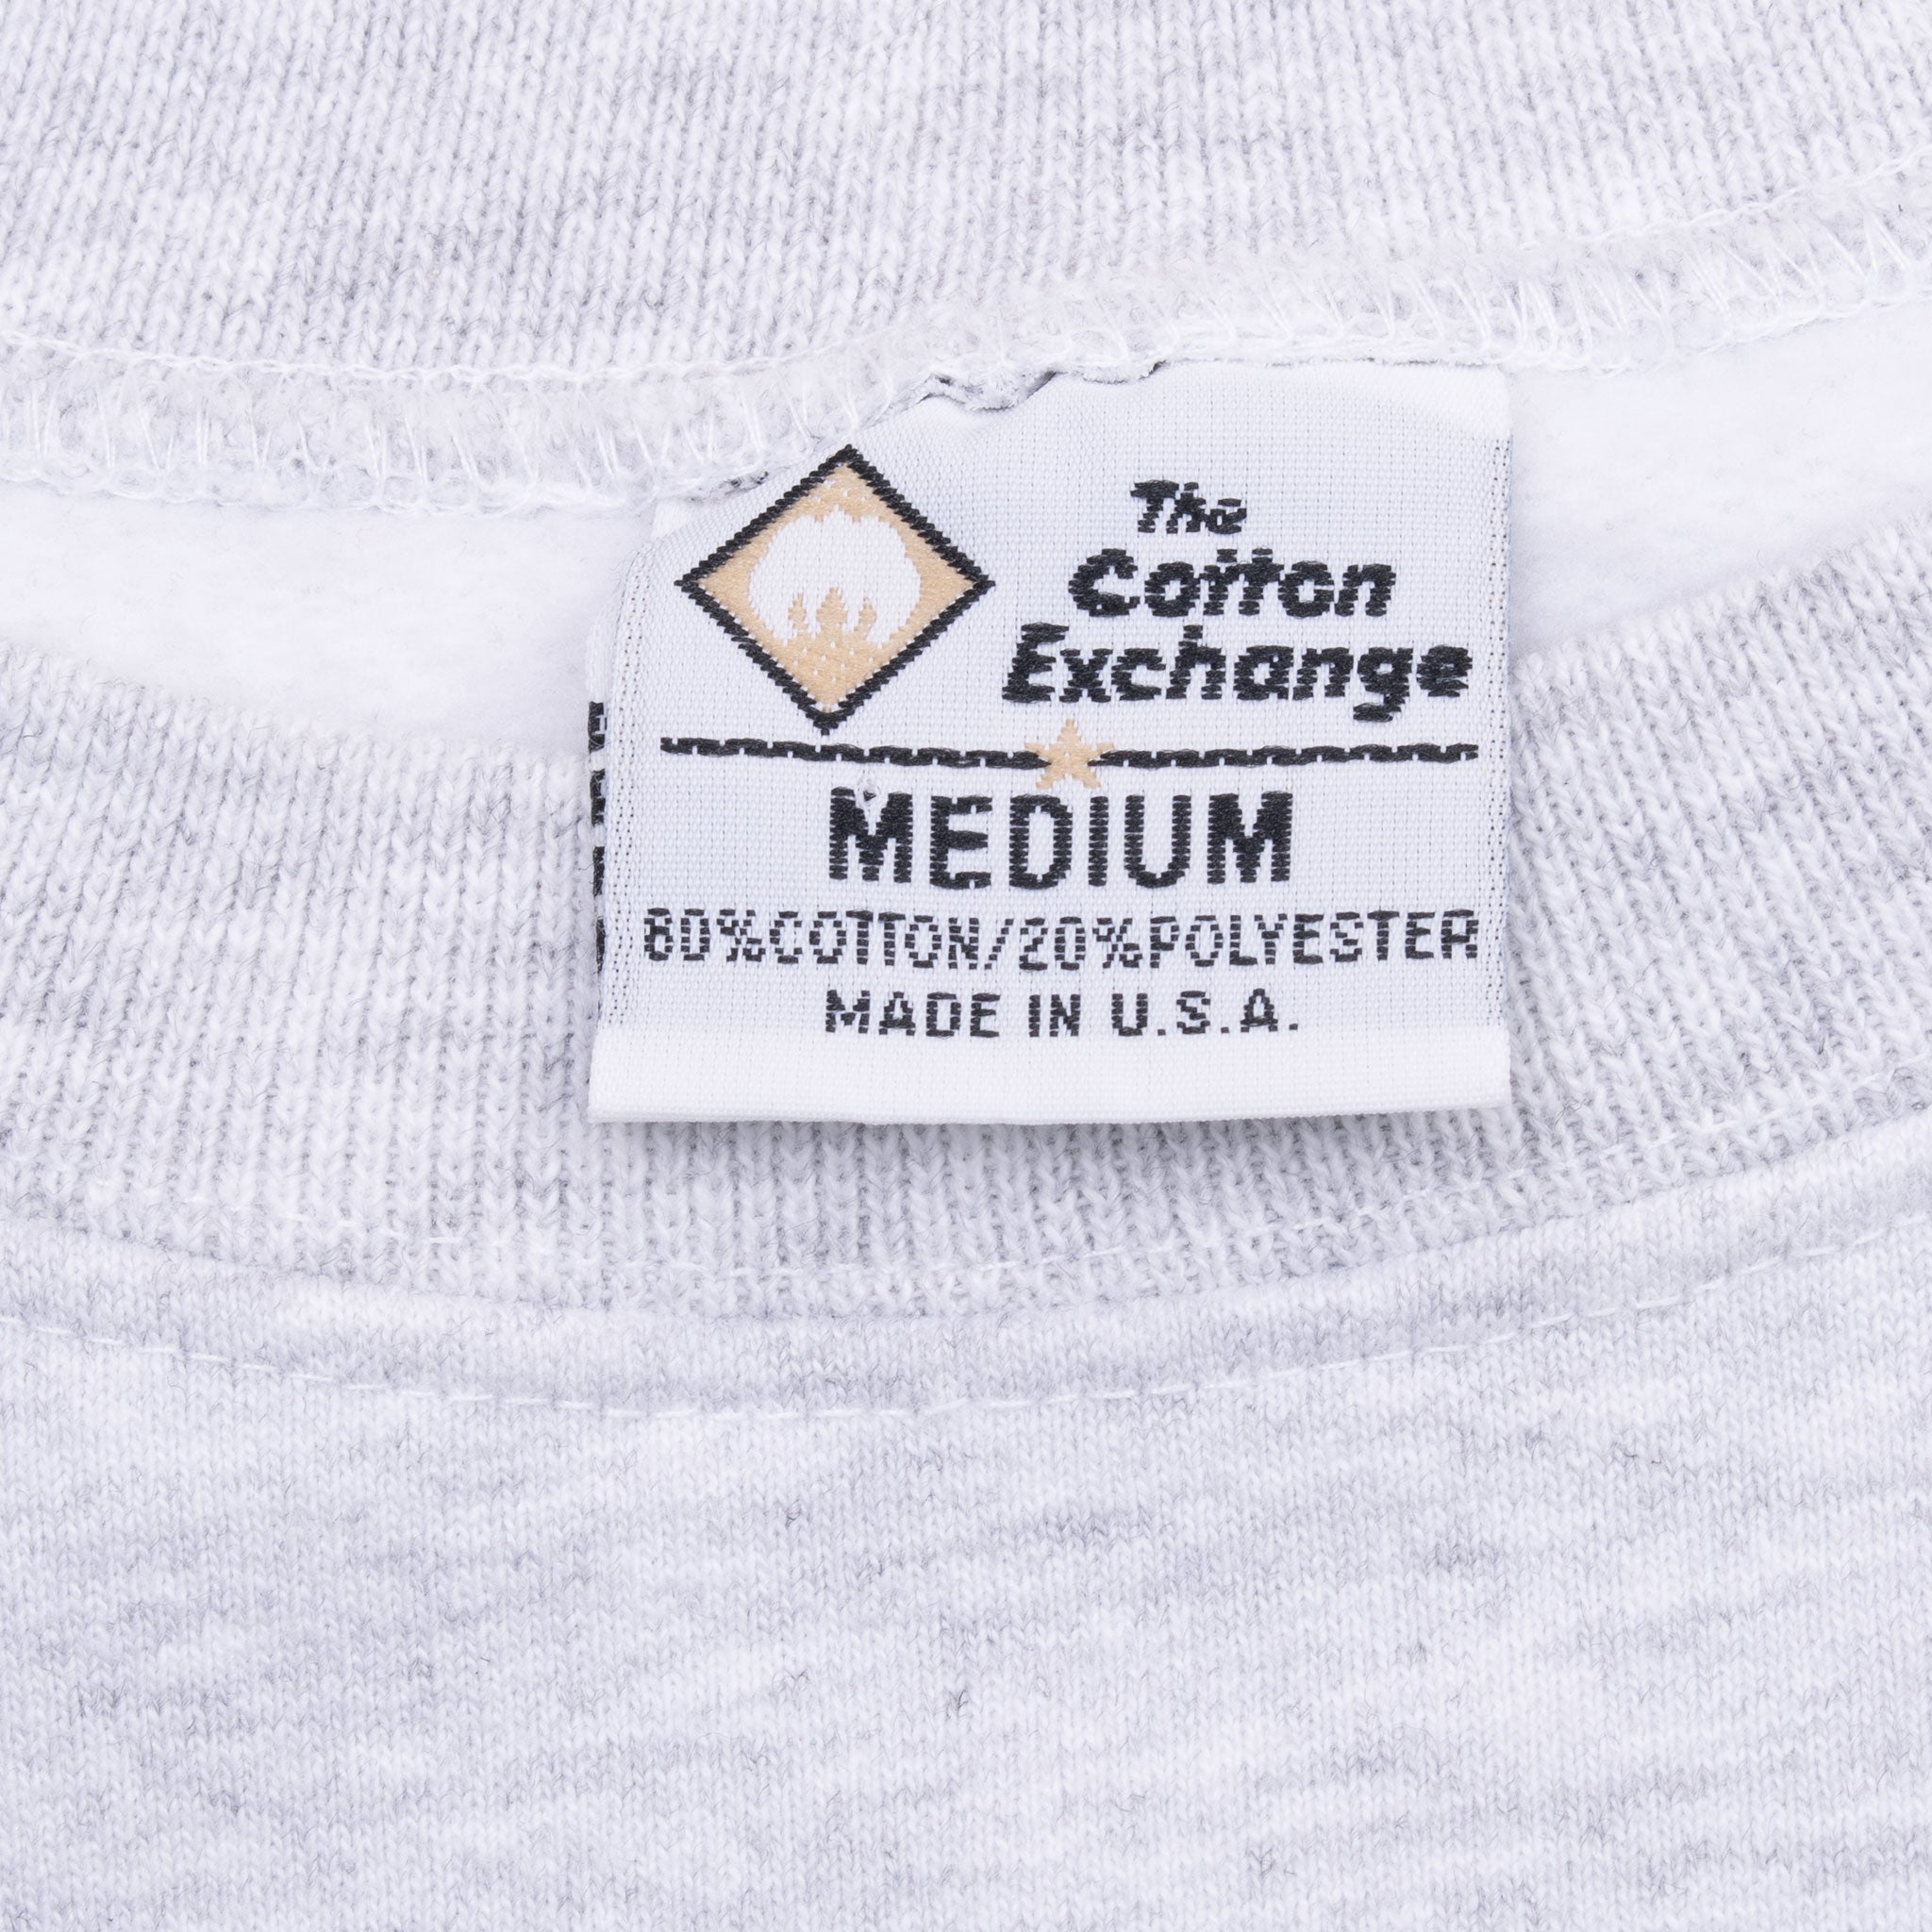 The
Cotton
Exchange
MEDIUM
80%COTTON/20%POLYESTER
MADE IN U.S.A.